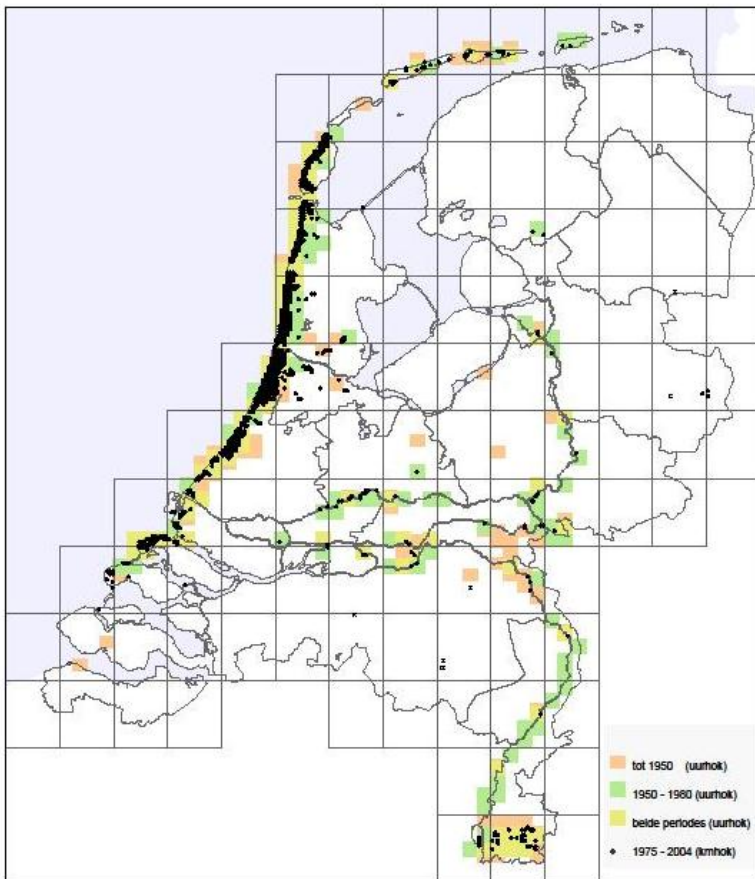 tot 1950 (uurhok)
1950 - 1980 (uurhok)
beide periodes (uurhok)
1975 - 2004 (kmhok)